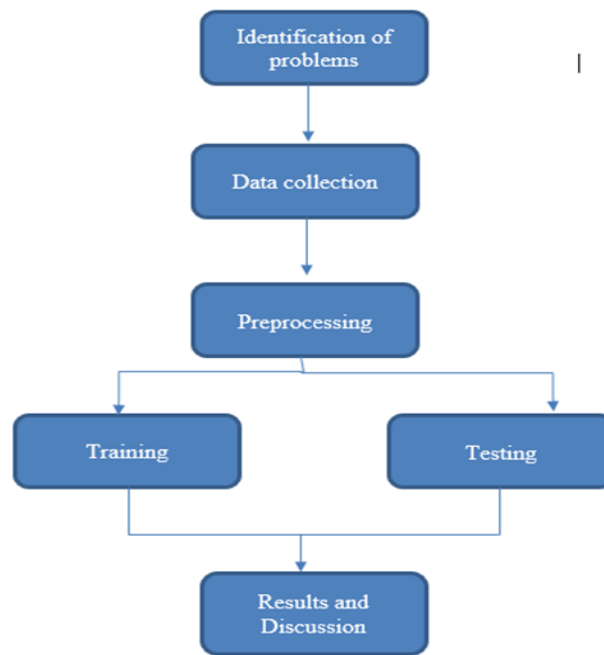 Identification of
problems
Data collection
Preprocessing
Training
Testing
Results and
Discussion